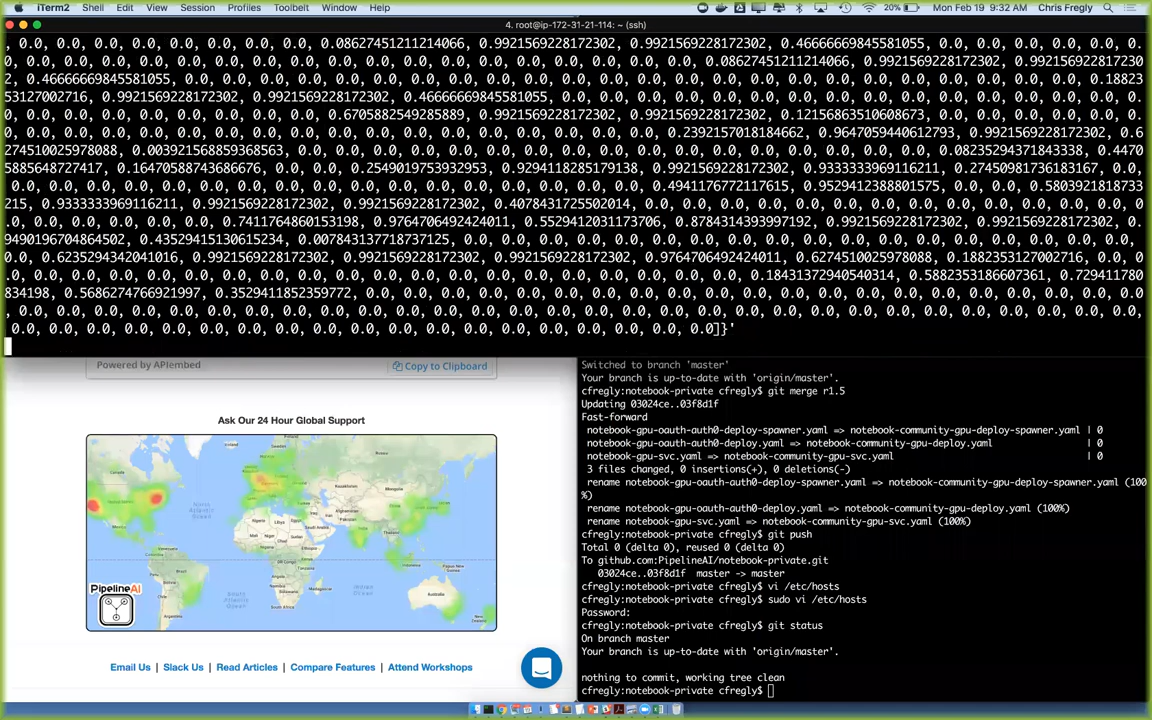 iTerm2 Shell Edit View Session Profiles Toolbelt Window Help 20% Mon Feb 19 9:32 AM Chris Fregly
4. root@ip-172-31-21-114: ~ (ssh)
, 0.0, 0.0, 0.0, 0.0, 0.0, 0.0, 0.0, 0.0, 0.08627451211214066, 0.9921569228172302, 0.9921569228172302, 0.46666669845581055, 0.0, 0.0, 0.0, 0.0, 0.0, 0.
0, 0.0, 0.0, 0.0, 0.0, 0.0, 0.0, 0.0, 0.0, 0.0, 0.0, 0.0, 0.0, 0.0, 0.0, 0.0, 0.0, 0.0, 0.08627451211214066, 0.9921569228172302, 0.992156922817230
2, 0.46666669845581055, 0.0, 0.0, 0.0, 0.0, 0.0, 0.0, 0.0, 0.0, 0.0, 0.0, 0.0, 0.0, 0.0, 0.0, 0.0, 0.0, 0.0, 0.0, 0.0, 0.0, 0.0, 0.0, 0.0, 0.1882
353127002716, 0.9921569228172302, 0.9921569228172302, 0.46666669845581055, 0.0, 0.0, 0.0, 0.0, 0.0, 0.0, 0.0, 0.0, 0.0, 0.0, 0.0, 0.0, 0.0, 0.0, 0.0, 0.
0, 0.0, 0.0, 0.0, 0.0, 0.0, 0.0, 0.0, 0.0, 0.6705882549285889, 0.9921569228172302, 0.9921569228172302, 0.12156863510608673, 0.0, 0.0, 0.0, 0.0, 0.0, 0.
0, 0.0, 0.0, 0.0, 0.0, 0.0, 0.0, 0.0, 0.0, 0.0, 0.0, 0.0, 0.0, 0.0, 0.0, 0.0, 0.0, 0.0, 0.2392157018184662, 0.9647059440612793, 0.9921569228172302, 0.6
274510025978088, 0.003921568859368563, 0.0, 0.0, 0.0, 0.0, 0.0, 0.0, 0.0, 0.0, 0.0, 0.0, 0.0, 0.0, 0.0, 0.0, 0.0, 0.0, 0.0, 0.08235294371843338, 0.4470
5885648727417, 0.16470588743686676, 0.0, 0.0, 0.2549019753932953, 0.9294118285179138, 0.9921569228172302, 0.9333333969116211, 0.27450981736183167, 0.0,
0.0, 0.0, 0.0, 0.0, 0.0, 0.0, 0.0, 0.0, 0.0, 0.0, 0.0, 0.0, 0.0, 0.0, 0.0, 0.4941176772117615, 0.9529412388801575, 0.0, 0.0, 0.5803921818733
215, 0.9333333969116211, 0.9921569228172302, 0.9921569228172302, 0.4078431725502014, 0.0, 0.0, 0.0, 0.0, 0.0, 0.0, 0.0, 0.0, 0.0, 0.0, 0.0, 0.0, 0.0, 0
.0, 0.0, 0.0, 0.0, 0.0, 0.0, 0.7411764860153198, 0.9764706492424011, 0.5529412031173706, 0.8784314393997192, 0.9921569228172302, 0.9921569228172302, 0.
9490196704864502, 0.43529415130615234, 0.007843137718737125, 0.0, 0.0, 0.0, 0.0, 0.0, 0.0, 0.0, 0.0, 0.0, 0.0, 0.0, 0.0, 0.0, 0.0, 0.0, 0.0, 0.0, 0.0,
0.0, 0.6235294342041016, 0.9921569228172302, 0.9921569228172302, 0.9921569228172302, 0.9764706492424011, 0.6274510025978088, 0.1882353127002716, 0.0, 0
.0, 0.0, 0.0, 0.0, 0.0, 0.0, 0.0, 0.0, 0.0, 0.0, 0.0, 0.0, 0.0, 0.0, 0.0, 0.0, 0.0, 0.0, 0.0, 0.18431372940540314, 0.5882353186607361, 0.729411780
834198, 0.5686274766921997, 0.3529411852359772, 0.0, 0.0, 0.0, 0.0, 0.0, 0.0, 0.0, 0.0, 0.0, 0.0, 0.0, 0.0, 0.0, 0.0, 0.0, 0.0, 0.0, 0.0, 0.0, 0.0, 0.0,
0.0, 0.0, 0.0, 0.0, 0.0, 0.0, 0.0, 0.0, 0.0, 0.0, 0.0, 0.0, 0.0, 0.0, 0.0, 0.0, 0.0, 0.0, 0.0, 0.0, 0.0, 0.0, 0.0, 0.0, 0.0, 0.0, 0.0, 0.0, 0.0, 0.0,
0.0, 0.0, 0.0, 0.0, 0.0, 0.0, 0.0, 0.0, 0.0, 0.0, 0.0, 0.0, 0.0, 0.0, 0.0, 0.0, 0.0, 0.0, 0.0]}'
Powered by APIembed
Copy to Clipboard
Ask Our 24 Hour Global Support
PipelineAI
Email Us | Slack Us | Read Articles | Compare Features | Attend Workshops
Switched to branch 'master'
Your branch is up-to-date with 'origin/master'.
cfregly:notebook-private cfregly$ git merge r1.5
Updating 03024ce..03f8d1f
Fast-forward
notebook-gpu-oauth-auth0-deploy-spawner.yaml => notebook-community-gpu-deploy-spawner.yaml | 0
notebook-gpu-oauth-auth0-deploy.yaml => notebook-community-gpu-deploy.yaml | 0
notebook-gpu-svc.yaml => notebook-community-gpu-svc.yaml | 0
3 files changed, 0 insertions(+), 0 deletions(-)
rename notebook-gpu-oauth-auth0-deploy-spawner.yaml => notebook-community-gpu-deploy-spawner.yaml (100
%)
rename notebook-gpu-oauth-auth0-deploy.yaml => notebook-community-gpu-deploy.yaml (100%)
rename notebook-gpu-svc.yaml => notebook-community-gpu-svc.yaml (100%)
cfregly:notebook-private cfregly$ git push
Total 0 (delta 0), reused 0 (delta 0)
To github.com:PipelineAI/notebook-private.git
03024ce..03f8d1f master -> master
cfregly:notebook-private cfregly$ vi /etc/hosts
cfregly:notebook-private cfregly$ sudo vi /etc/hosts
Password:
cfregly:notebook-private cfregly$ git status
On branch master
Your branch is up-to-date with 'origin/master'.
nothing to commit, working tree clean
cfregly:notebook-private cfregly$